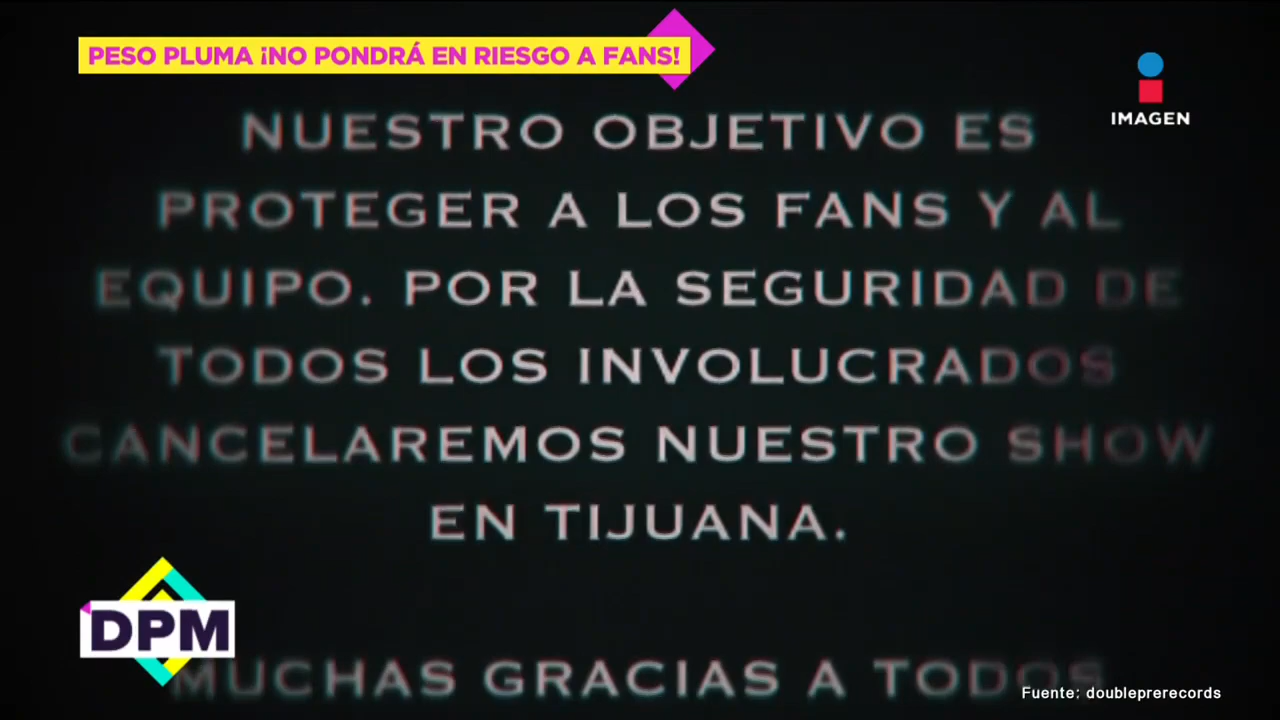 PESO PLUMA ¡NO PONDRÁ EN RIESGO A FANS!
IMAGEN
NUESTRO OBJETIVO ES
PROTEGER A LOS FANS Y AL
EQUIPO. POR LA SEGURIDAD DE
TODOS LOS INVOLUCRADOS
CANCELAREMOS NUESTRO SHOW
EN TIJUANA.
DPM
MUCHAS GRACIAS A TODOS
Fuente: doubleprerecords